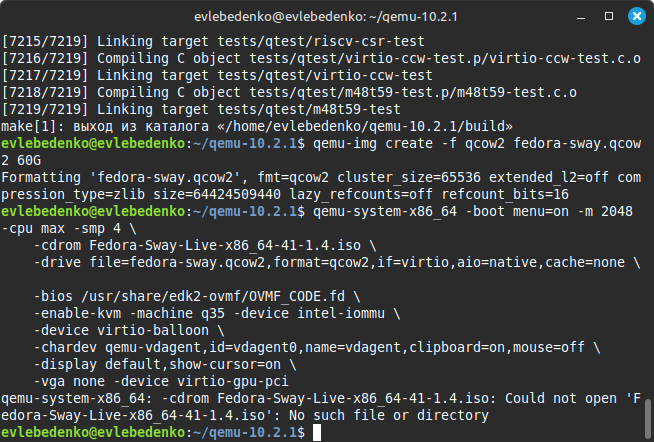 evlebedenko@evlebedenko: ~/qemu-10.2.1
[7215/7219] Linking target tests/qtest/riscv-csr-test
[7216/7219] Compiling C object tests/qtest/virtio-ccw-test.p/virtio-ccw-test.c.o
[7217/7219] Linking target tests/qtest/virtio-ccw-test
[7218/7219] Compiling C object tests/qtest/m48t59-test.p/m48t59-test.c.o
[7219/7219] Linking target tests/qtest/m48t59-test
make[1]: выход из каталога «/home/evlebedenko/qemu-10.2.1/build»
evlebedenko@evlebedenko:~/qemu-10.2.1$ qemu-img create -f qcow2 fedora-sway.qcow
2 60G
Formatting 'fedora-sway.qcow2', fmt=qcow2 cluster_size=65536 extended_l2=off com
pression_type=zlib size=64424509440 lazy_refcounts=off refcount_bits=16
evlebedenko@evlebedenko:~/qemu-10.2.1$ qemu-system-x86_64 -boot menu=on -m 2048
-cpu max -smp 4 \
    -cdrom Fedora-Sway-Live-x86_64-41-1.4.iso \
    -drive file=fedora-sway.qcow2,format=qcow2,if=virtio,aio=native,cache=none \
    -bios /usr/share/edk2-ovmf/OVMF_CODE.fd \
    -enable-kvm -machine q35 -device intel-iommu \
    -device virtio-balloon \
    -chardev qemu-vdagent,id=vdagent0,name=vdagent,clipboard=on,mouse=off \
    -display default,show-cursor=on \
    -vga none -device virtio-gpu-pci
qemu-system-x86_64: -cdrom Fedora-Sway-Live-x86_64-41-1.4.iso: Could not open 'F
edora-Sway-Live-x86_64-41-1.4.iso': No such file or directory
evlebedenko@evlebedenko:~/qemu-10.2.1$